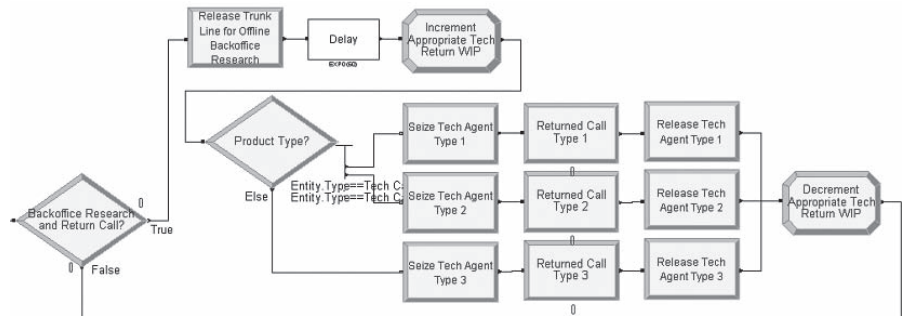 Release Trunk
Line for Offline
Backoffice
Research
Delay
EXPO(60)
Increment
Appropriate Tech
Return WIP
Product Type?
Entity.Type==Tech C
Entity.Type==Tech C
Else
Seize Tech Agent
Type 1
Returned Call
Type 1
Release Tech
Agent Type 1
0
Seize Tech Agent
Type 2
Returned Call
Type 2
Release Tech
Agent Type 2
0
Seize Tech Agent
Type 3
Returned Call
Type 3
Release Tech
Agent Type 3
0
Decrement
Appropriate Tech
Return WIP
0
Backoffice Research
and Return Call?
True
0
False